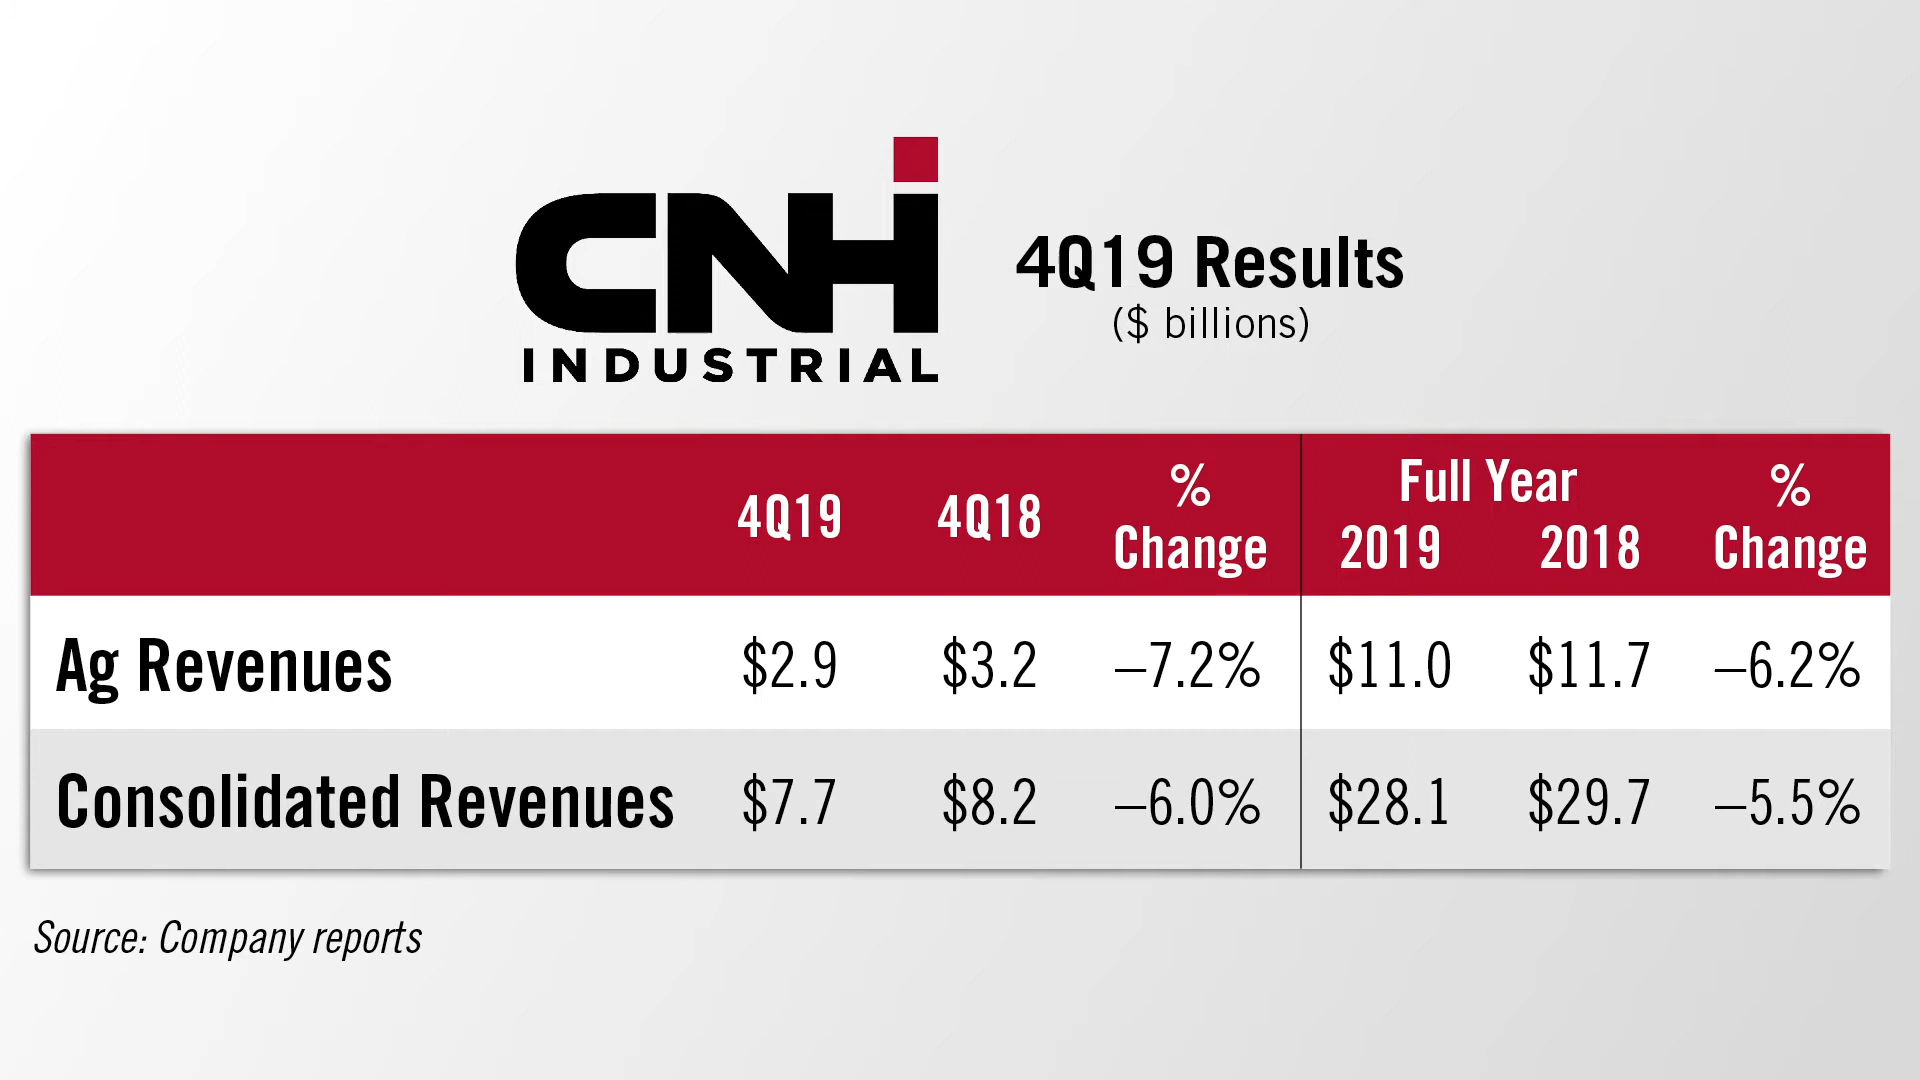 CNH
INDUSTRIAL
4Q19 Results
($ billions)
4Q19 4Q18 % Change Full Year 2019 2018 % Change
Ag Revenues $2.9 $3.2 –7.2% $11.0 $11.7 –6.2%
Consolidated Revenues $7.7 $8.2 –6.0% $28.1 $29.7 –5.5%
Source: Company reports